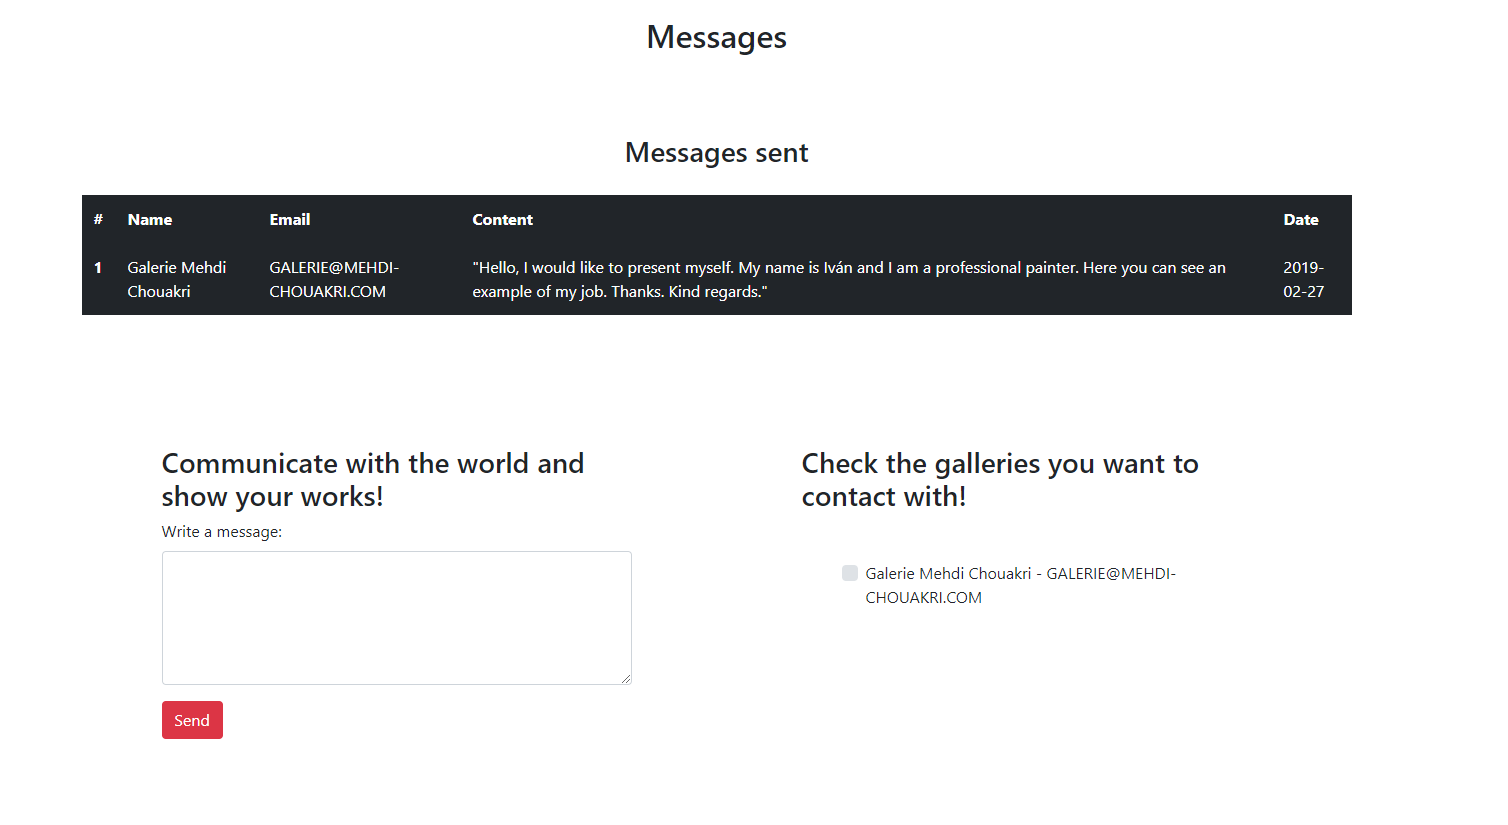 Messages
Messages sent
# Name Email Content Date
1 Galerie Mehdi Chouakri GALERIE@MEHDI-CHOUAKRI.COM "Hello, I would like to present myself. My name is Iván and I am a professional painter. Here you can see an example of my job. Thanks. Kind regards." 2019-02-27
Communicate with the world and
show your works!
Write a message:
Send
Check the galleries you want to
contact with!
Galerie Mehdi Chouakri - GALERIE@MEHDI-
CHOUAKRI.COM